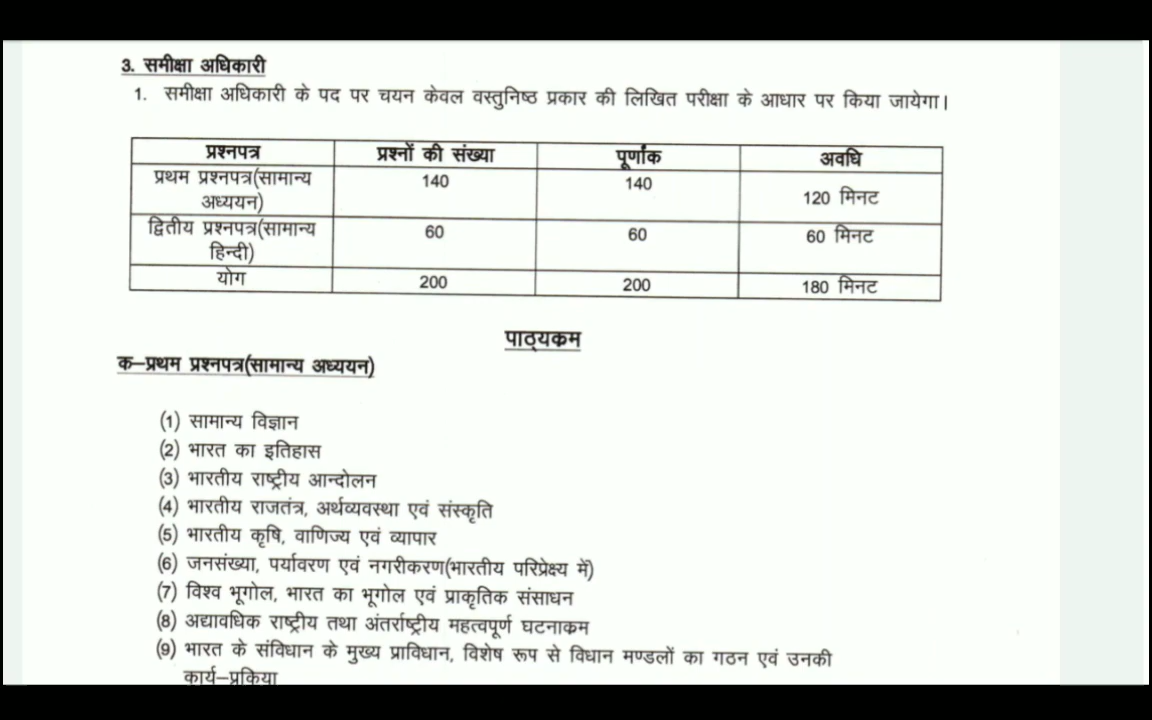 3. समीक्षा अधिकारी
1. समीक्षा अधिकारी के पद पर चयन केवल वस्तुनिष्ठ प्रकार की लिखित परीक्षा के आधार पर किया जायेगा।
प्रश्नपत्र प्रश्नों की संख्या पूर्णांक अवधि
प्रथम प्रश्नपत्र(सामान्य अध्ययन) 140 140 120 मिनट
द्वितीय प्रश्नपत्र(सामान्य हिन्दी) 60 60 60 मिनट
योग 200 200 180 मिनट
पाठ्यकम
क–प्रथम प्रश्नपत्र(सामान्य अध्ययन)
(1) सामान्य विज्ञान
(2) भारत का इतिहास
(3) भारतीय राष्ट्रीय आन्दोलन
(4) भारतीय राजतंत्र, अर्थव्यवस्था एवं संस्कृति
(5) भारतीय कृषि, वाणिज्य एवं व्यापार
(6) जनसंख्या, पर्यावरण एवं नगरीकरण(भारतीय परिप्रेक्ष्य में)
(7) विश्व भूगोल, भारत का भूगोल एवं प्राकृतिक संसाधन
(8) अद्यावधिक राष्ट्रीय तथा अंतर्राष्ट्रीय महत्वपूर्ण घटनाकम
(9) भारत के संविधान के मुख्य प्राविधान, विशेष रूप से विधान मण्डलों का गठन एवं उनकी
कार्य–प्रकिया